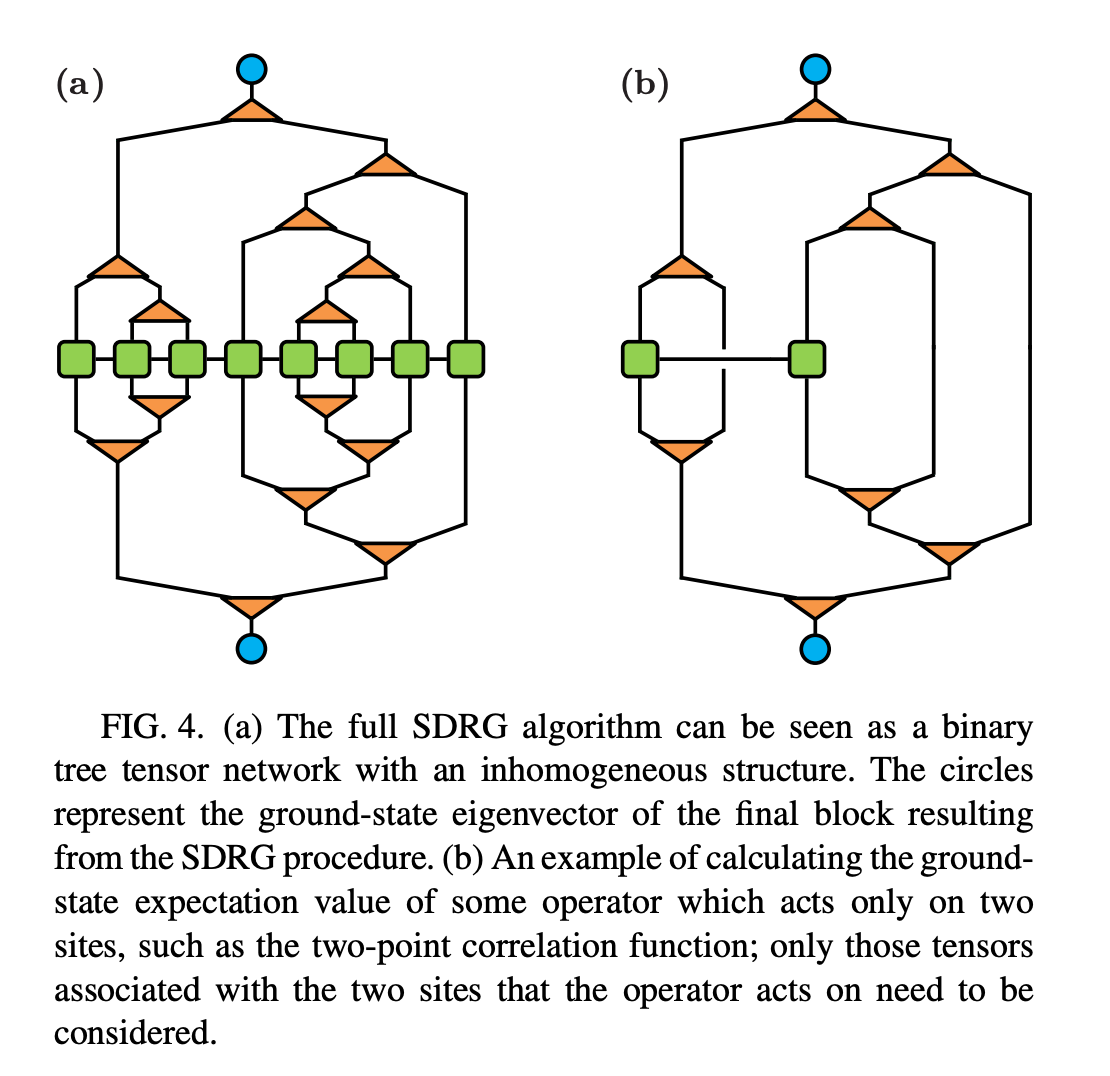 (a)
(b)
FIG. 4. (a) The full SDRG algorithm can be seen as a binary
tree tensor network with an inhomogeneous structure. The circles
represent the ground-state eigenvector of the final block resulting
from the SDRG procedure. (b) An example of calculating the ground-
state expectation value of some operator which acts only on two
sites, such as the two-point correlation function; only those tensors
associated with the two sites that the operator acts on need to be
considered.